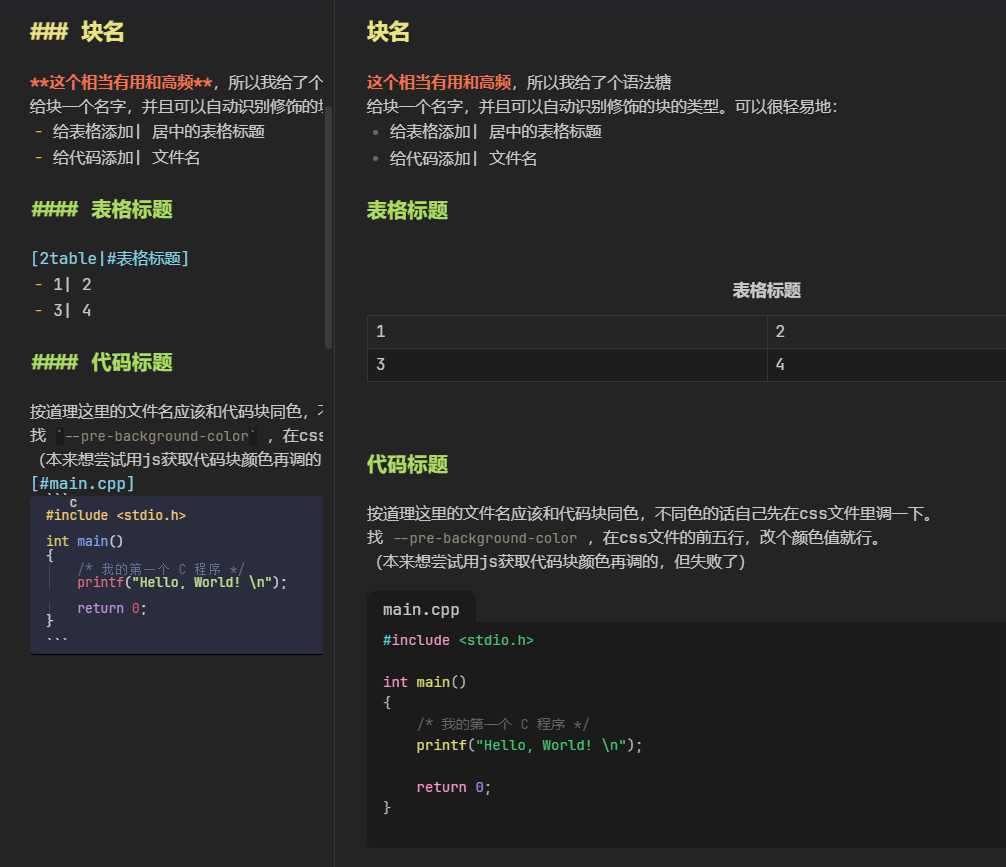 ### 块名
**这个相当有用和高频**，所以我给了个
给块一个名字，并且可以自动识别修饰的
- 给表格添加| 居中的表格标题
- 给代码添加| 文件名
#### 表格标题
[2table|#表格标题]
- 1| 2
- 3| 4
#### 代码标题
按道理这里的文件名应该和代码块同色，
找 `--pre-background-color` ，在css
（本来想尝试用js获取代码块颜色再调的
[#main.cpp]
```c
#include <stdio.h>
int main()
{
/* 我的第一个 C 程序 */
printf("Hello, World! \n");
return 0;
}
```
块名
这个相当有用和高频，所以我给了个语法糖
给块一个名字，并且可以自动识别修饰的块的类型。可以很轻易地：
• 给表格添加| 居中的表格标题
• 给代码添加| 文件名
表格标题
表格标题
1 2
3 4
代码标题
按道理这里的文件名应该和代码块同色，不同色的话自己先在css文件里调一下。
找 --pre-background-color ，在css文件的前五行，改个颜色值就行。
（本来想尝试用js获取代码块颜色再调的，但失败了）
main.cpp
#include <stdio.h>
int main()
{
/* 我的第一个 C 程序 */
printf("Hello, World! \n");
return 0;
}